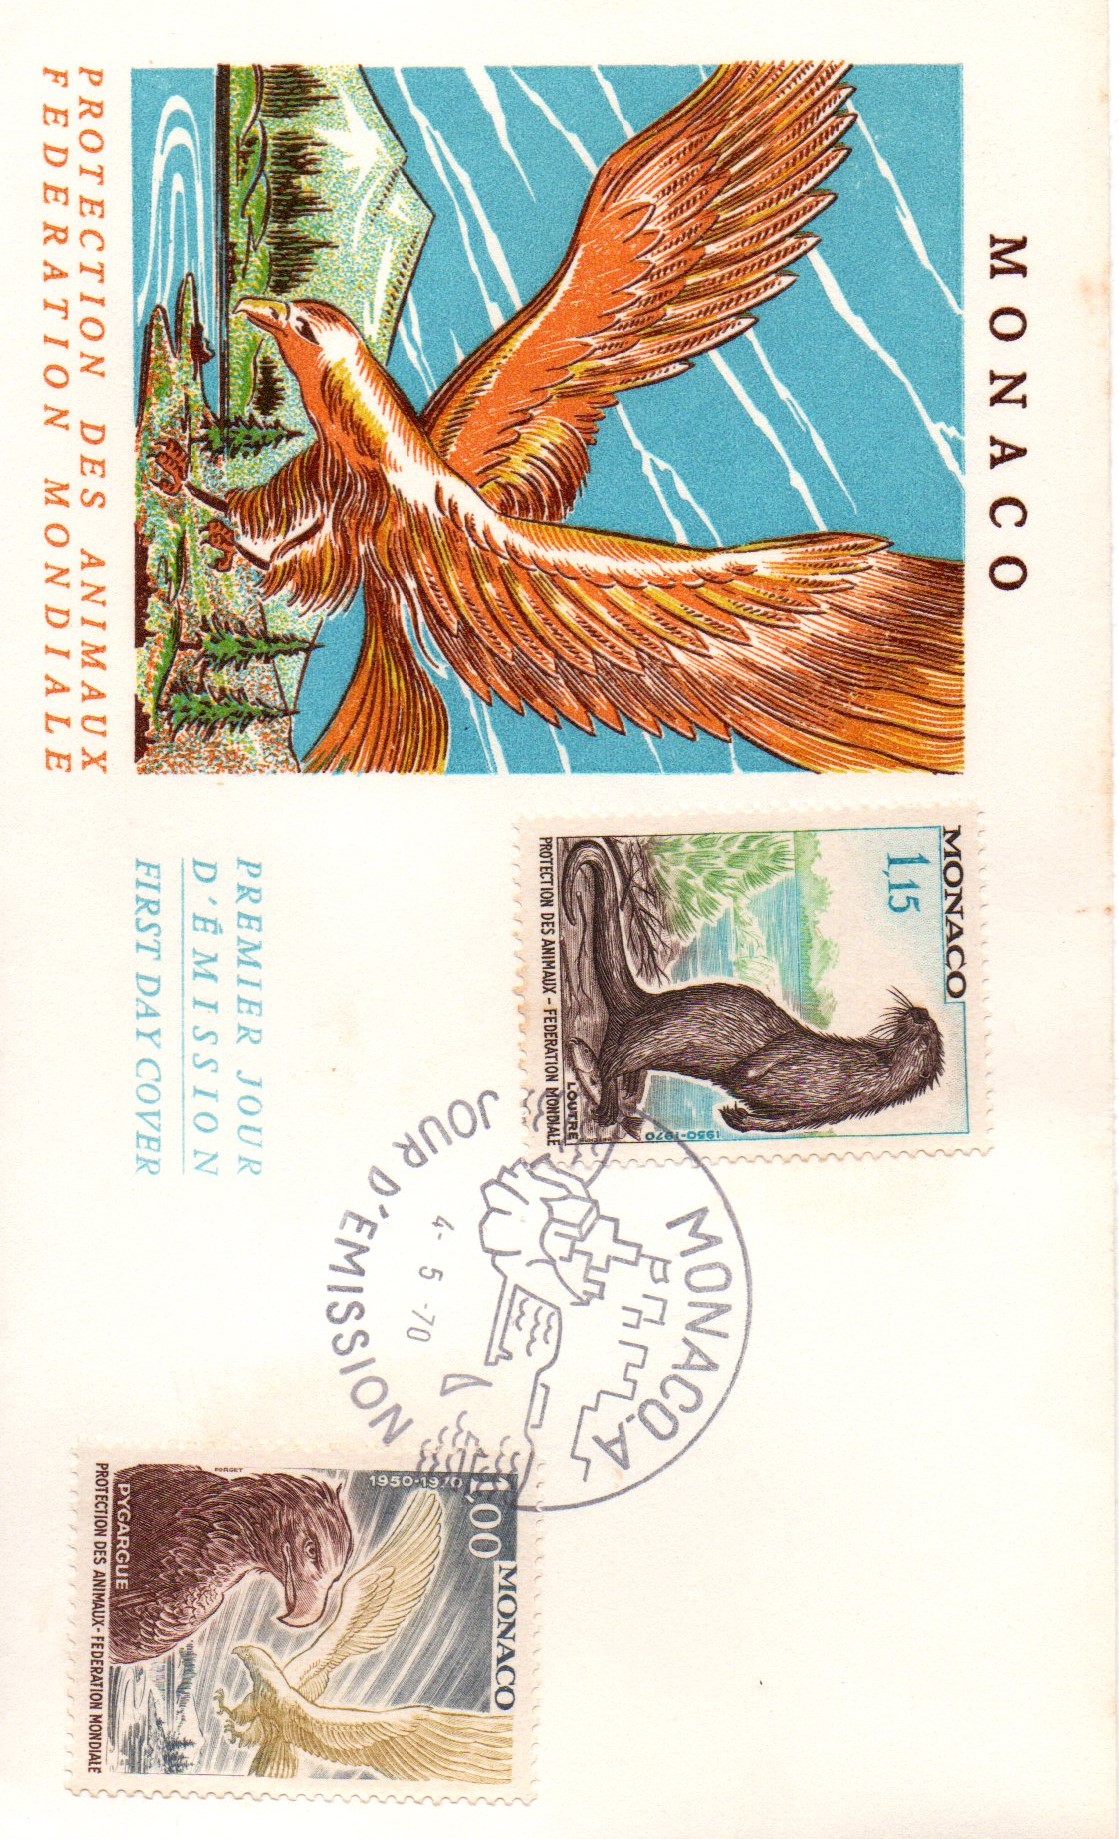 MONACO
PROTECTION DES ANIMAUX
FEDERATION MONDIALE
MONACO
1,15
1950-1970
LOUTRE
PROTECTION DES ANIMAUX - FEDERATION MONDIALE
MONACO.A
4- 5 -70
JOUR D'EMISSION
PREMIER JOUR
D'ÉMISSION
FIRST DAY COVER
1,00
MONACO
1950-1970
PYGARGUE
PROTECTION DES ANIMAUX - FEDERATION MONDIALE